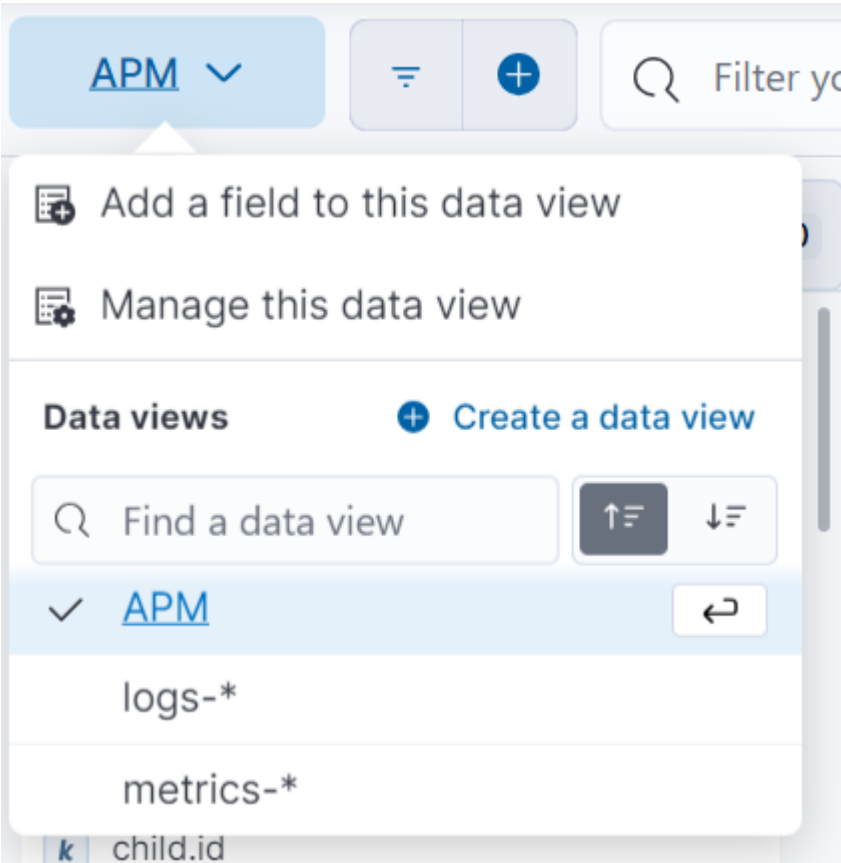 APM
Filter yo
Add a field to this data view
Manage this data view
Data views
Create a data view
Find a data view
APM
logs-*
metrics-*
k child.id